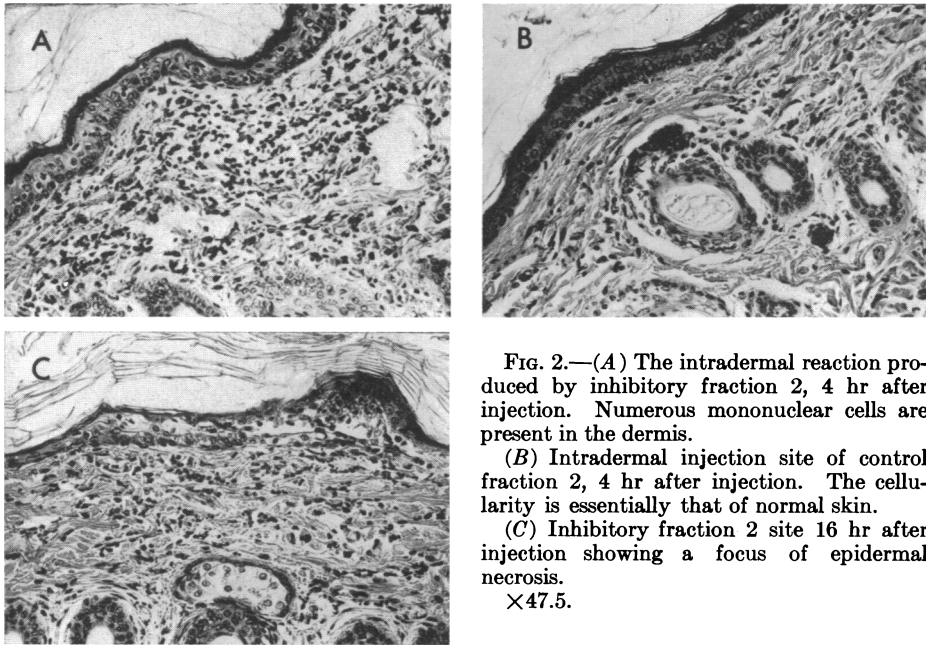 A
B
C
FIG. 2.—(A) The intradermal reaction pro-
duced by inhibitory fraction 2, 4 hr after
injection. Numerous mononuclear cells are
present in the dermis.
(B) Intradermal injection site of control
fraction 2, 4 hr after injection. The cellu-
larity is essentially that of normal skin.
(C) Inhibitory fraction 2 site 16 hr after
injection showing a focus of epidermal
necrosis.
×47.5.